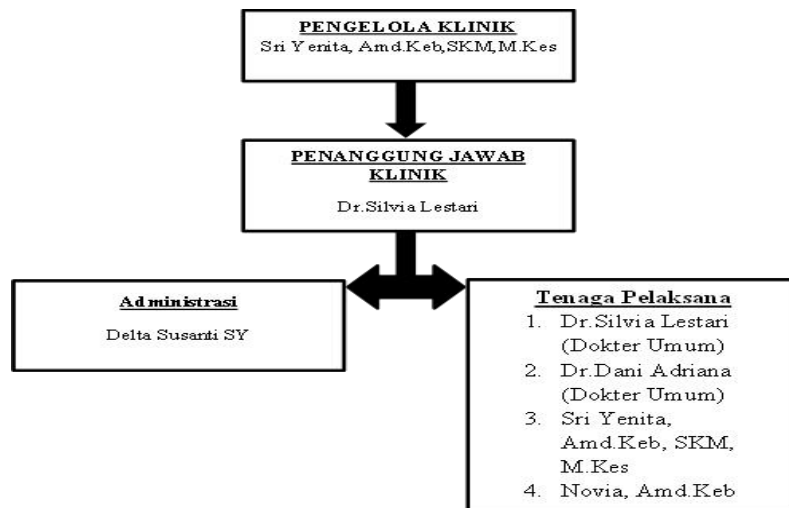 PENGELOLA KLINIK
Sri Yenita, Amd.Keb,SKM,M.Kes
PENANGGUNG JAWAB
KLINIK
Dr.Silvia Lestari
Administrasi
Delta Susanti SY
Tenaga Pelaksana
1. Dr.Silvia Lestari
(Dokter Umum)
2. Dr.Dani Adriana
(Dokter Umum)
3. Sri Yenita,
Amd.Keb, SKM,
M.Kes
4. Novia, Amd.Keb